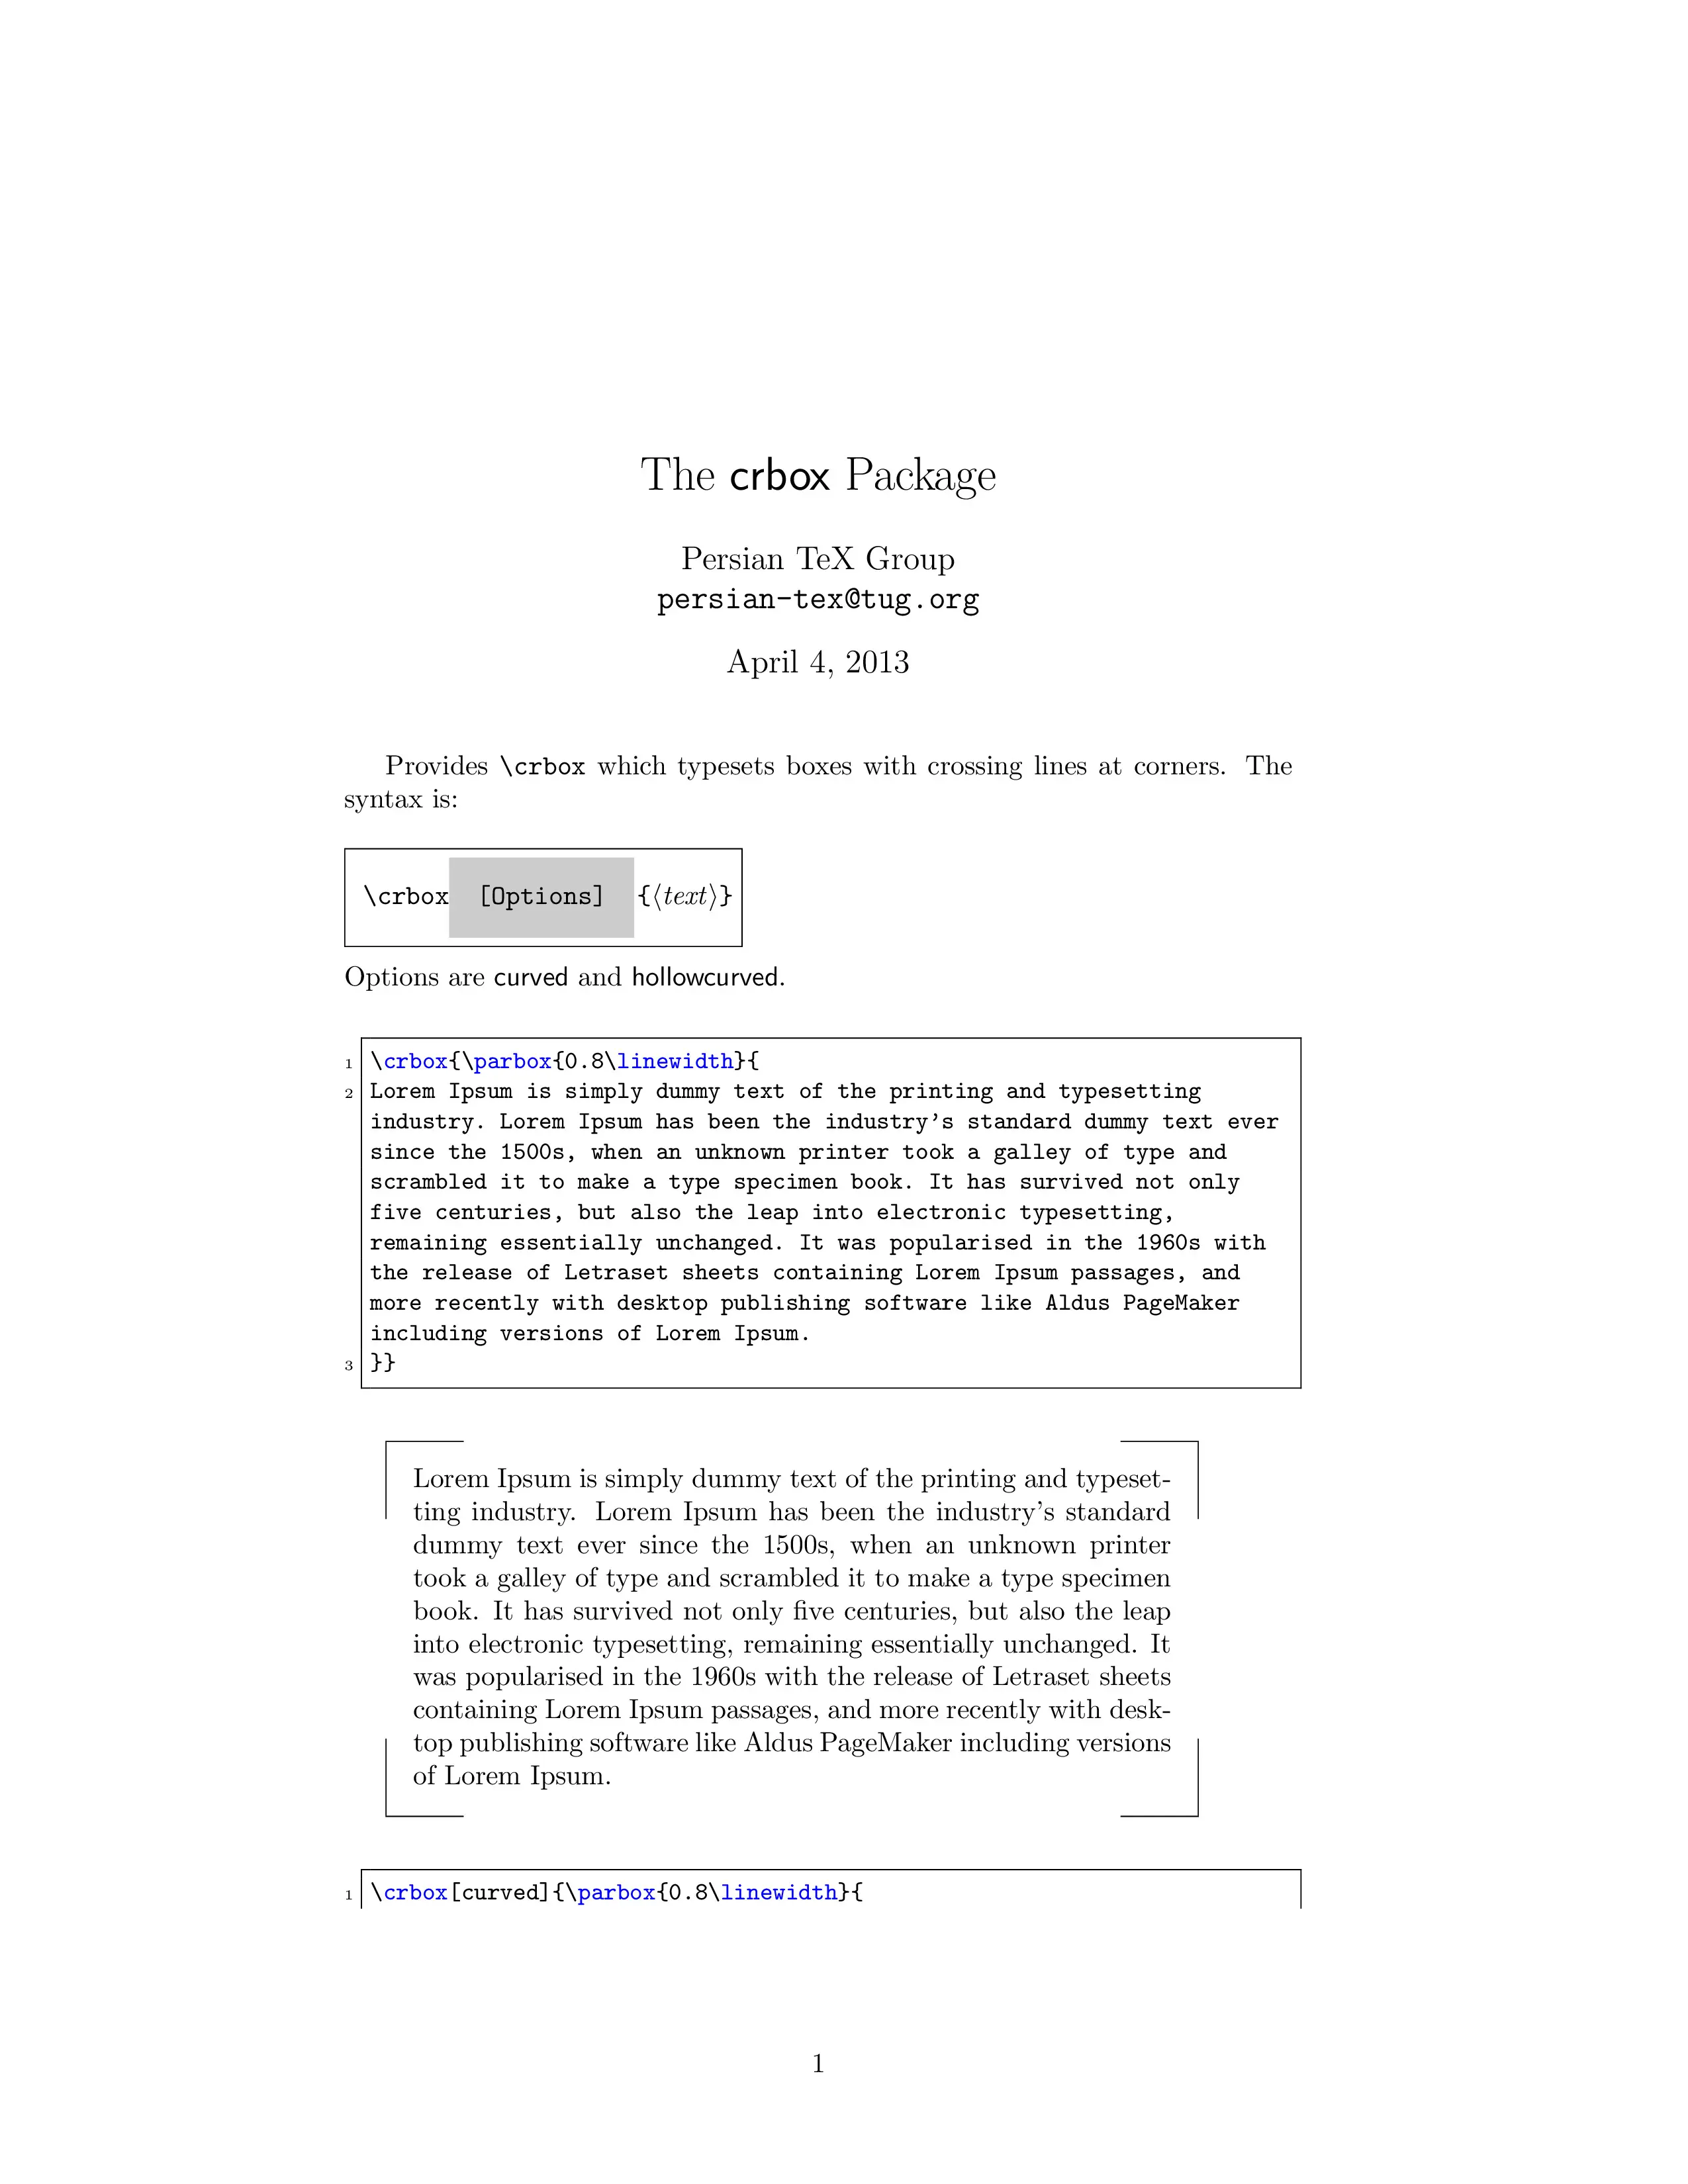 The crbox Package
Persian TeX Group
persian-tex@tug.org
April 4, 2013
Provides \crbox which typesets boxes with crossing lines at corners. The
syntax is:
\crbox [Options] {⟨text⟩}
Options are curved and hollowcurved.
1 \crbox{\parbox{0.8\linewidth}{
2 Lorem Ipsum is simply dummy text of the printing and typesetting
industry. Lorem Ipsum has been the industry's standard dummy text ever
since the 1500s, when an unknown printer took a galley of type and
scrambled it to make a type specimen book. It has survived not only
five centuries, but also the leap into electronic typesetting,
remaining essentially unchanged. It was popularised in the 1960s with
the release of Letraset sheets containing Lorem Ipsum passages, and
more recently with desktop publishing software like Aldus PageMaker
including versions of Lorem Ipsum.
3 }}
Lorem Ipsum is simply dummy text of the printing and typeset-
ting industry. Lorem Ipsum has been the industry's standard
dummy text ever since the 1500s, when an unknown printer
took a galley of type and scrambled it to make a type specimen
book. It has survived not only five centuries, but also the leap
into electronic typesetting, remaining essentially unchanged. It
was popularised in the 1960s with the release of Letraset sheets
containing Lorem Ipsum passages, and more recently with desk-
top publishing software like Aldus PageMaker including versions
of Lorem Ipsum.
1 \crbox[curved]{\parbox{0.8\linewidth}{
1